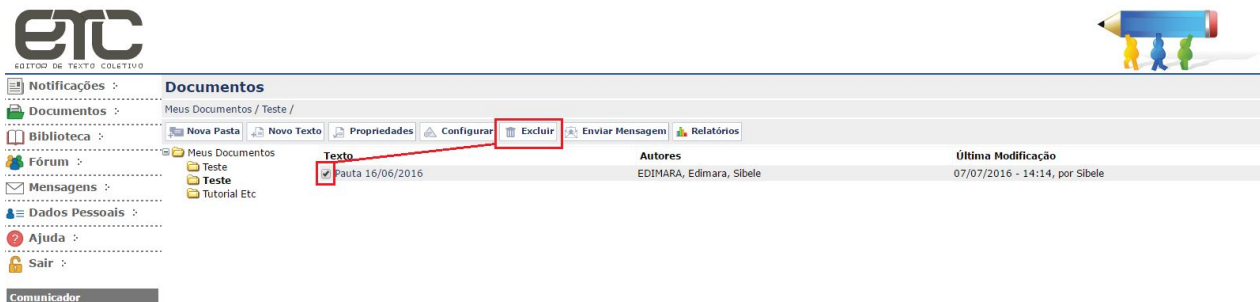 ETC
EDITOR DE TEXTO COLETIVO
Notificações
Documentos
Biblioteca
Fórum
Mensagens
Dados Pessoais
Ajuda
Sair
Comunicador
Documentos
Meus Documentos / Teste /
Nova Pasta Novo Texto Propriedades Configurar Excluir Enviar Mensagem Relatórios
Meus Documentos
Teste
Teste
Tutorial Etc
Texto Autores Última Modificação
Pauta 16/06/2016 EDIMARA, Edimara, Sibele 07/07/2016 - 14:14, por Sibele